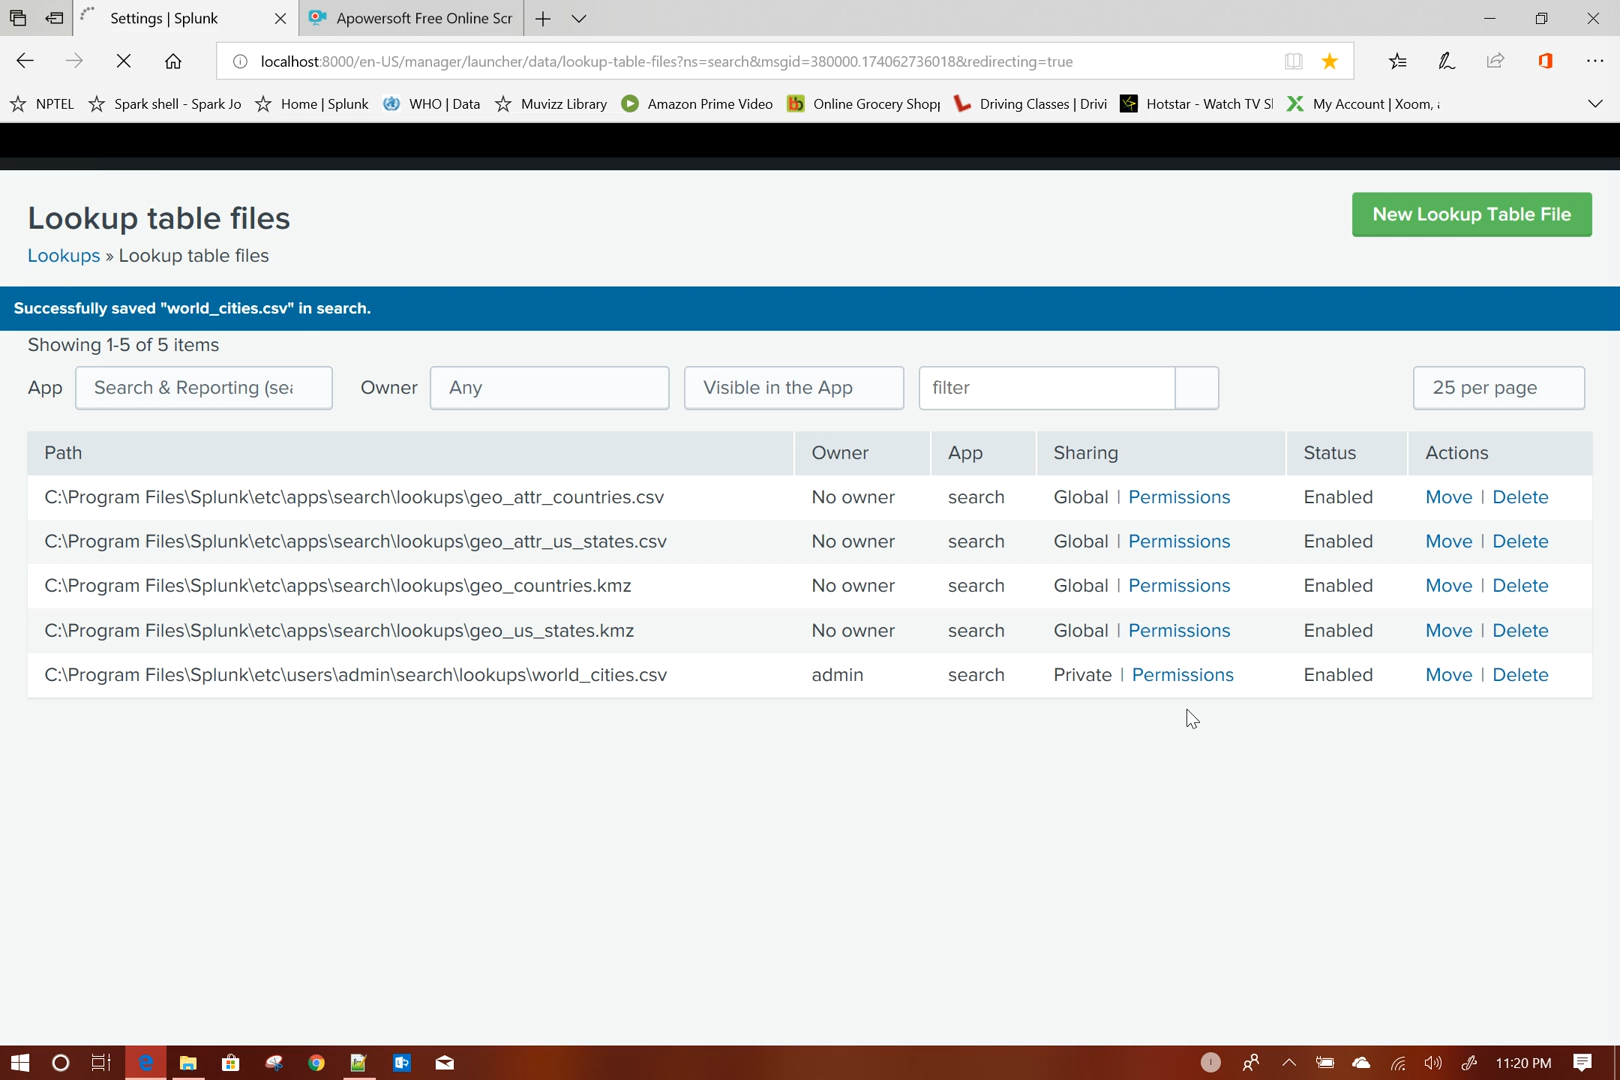 Settings | Splunk
Apowersoft Free Online Scr
localhost:8000/en-US/manager/launcher/data/lookup-table-files?ns=search&msgid=380000.174062736018&redirecting=true
NPTEL Spark shell - Spark Jo Home | Splunk WHO | Data Muvizz Library Amazon Prime Video Online Grocery Shopp Driving Classes | Drivi Hotstar - Watch TV Sl My Account | Xoom, a
Lookup table files
New Lookup Table File
Lookups » Lookup table files
Successfully saved "world_cities.csv" in search.
Showing 1-5 of 5 items
App Search & Reporting (sea Owner Any Visible in the App filter 25 per page
Path Owner App Sharing Status Actions
C:\Program Files\Splunk\etc\apps\search\lookups\geo_attr_countries.csv No owner search Global | Permissions Enabled Move | Delete
C:\Program Files\Splunk\etc\apps\search\lookups\geo_attr_us_states.csv No owner search Global | Permissions Enabled Move | Delete
C:\Program Files\Splunk\etc\apps\search\lookups\geo_countries.kmz No owner search Global | Permissions Enabled Move | Delete
C:\Program Files\Splunk\etc\apps\search\lookups\geo_us_states.kmz No owner search Global | Permissions Enabled Move | Delete
C:\Program Files\Splunk\etc\users\admin\search\lookups\world_cities.csv admin search Private | Permissions Enabled Move | Delete
11:20 PM